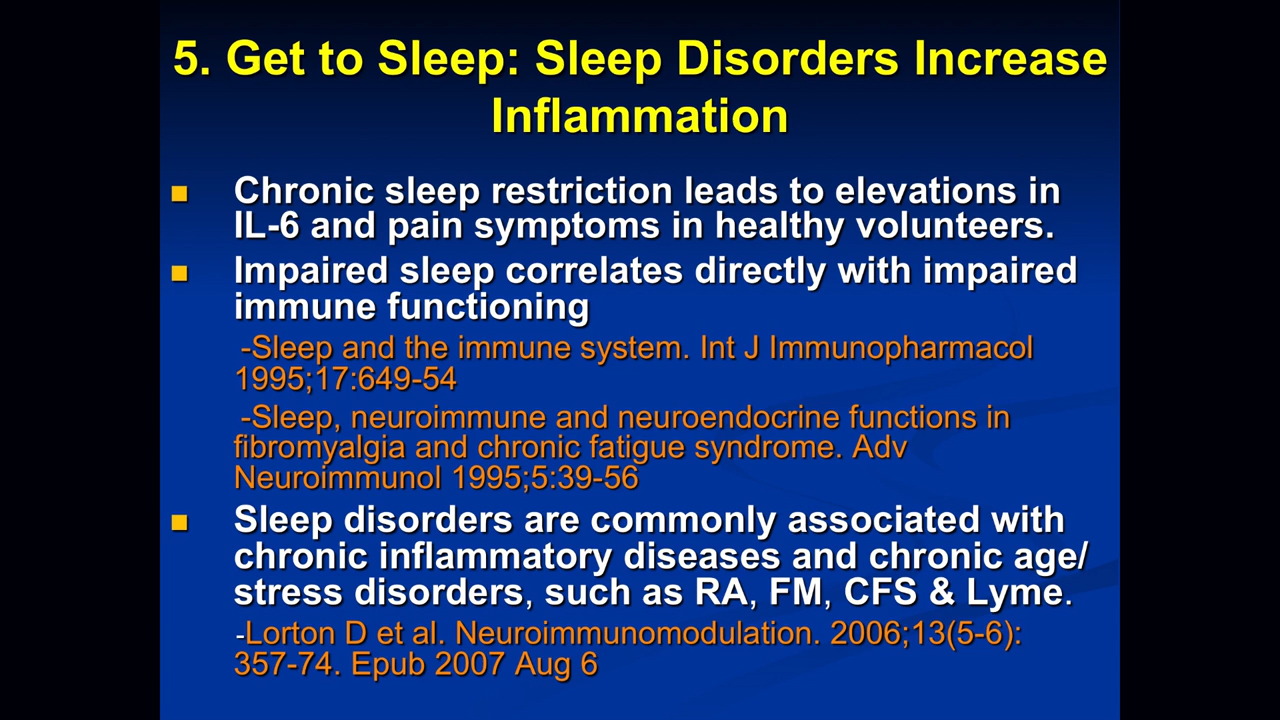 5. Get to Sleep: Sleep Disorders Increase
Inflammation
Chronic sleep restriction leads to elevations in
IL-6 and pain symptoms in healthy volunteers.
Impaired sleep correlates directly with impaired
immune functioning
-Sleep and the immune system. Int J Immunopharmacol
1995;17:649-54
-Sleep, neuroimmune and neuroendocrine functions in
fibromyalgia and chronic fatigue syndrome. Adv
Neuroimmunol 1995;5:39-56
Sleep disorders are commonly associated with
chronic inflammatory diseases and chronic age/
stress disorders, such as RA, FM, CFS & Lyme.
-Lorton D et al. Neuroimmunomodulation. 2006;13(5-6):
357-74. Epub 2007 Aug 6